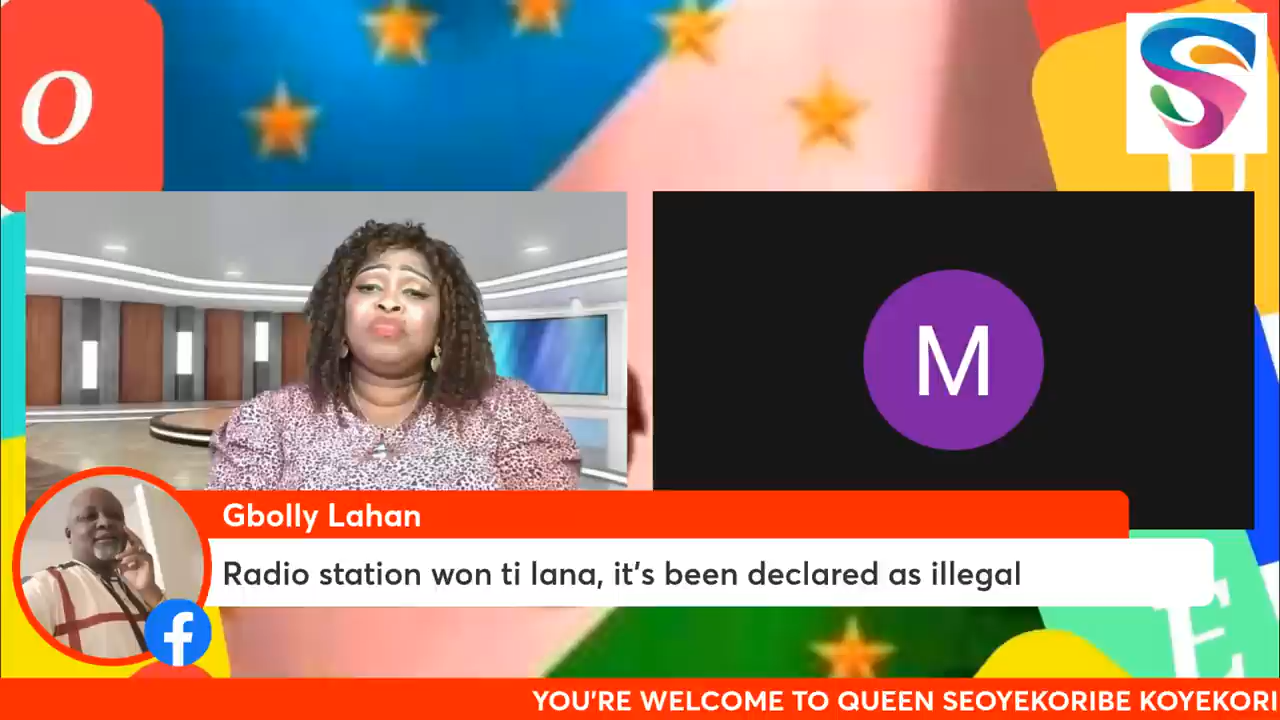 O
S
U
M
Gbolly Lahan
Radio station won ti lana, it's been declared as illegal
E
YOU'RE WELCOME TO QUEEN SEOYEKORIBE KOYEKORI